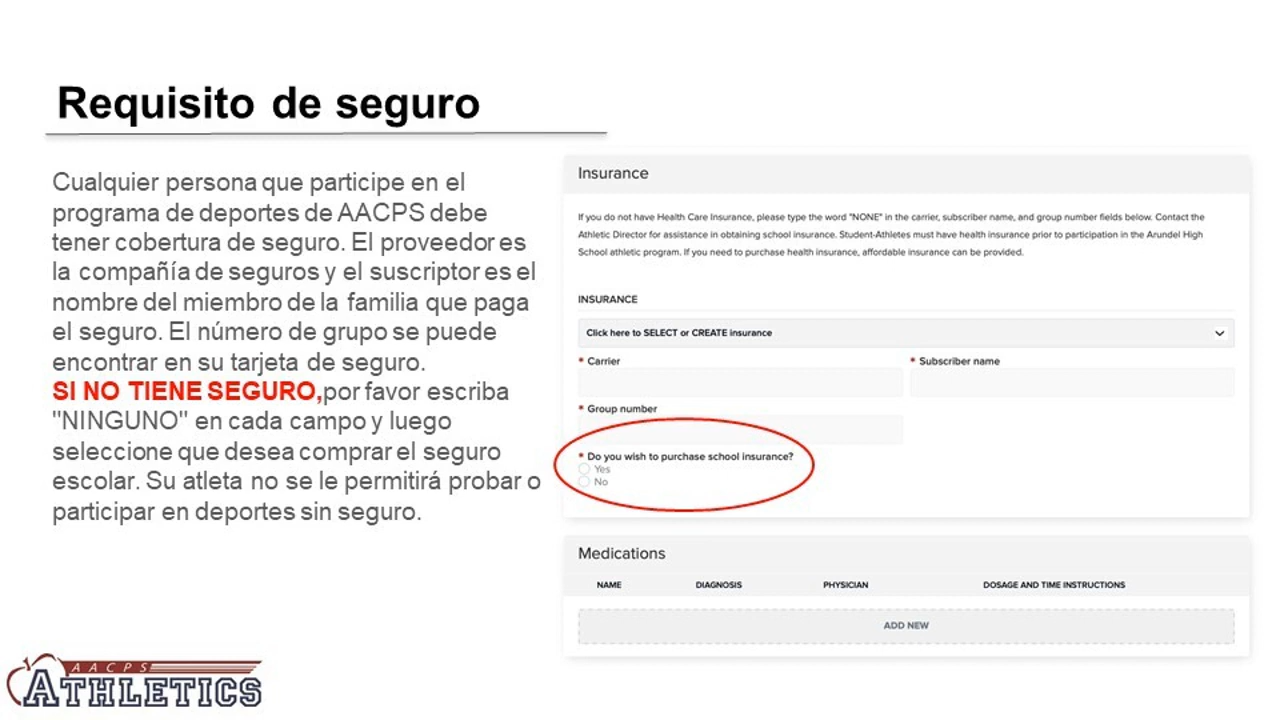 Requisito de seguro
Cualquier persona que participe en el
programa de deportes de AACPS debe
tener cobertura de seguro. El proveedor es
la compañía de seguros y el suscriptor es el
nombre del miembro de la familia que paga
el seguro. El número de grupo se puede
encontrar en su tarjeta de seguro.
SI NO TIENE SEGURO,por favor escriba
"NINGUNO" en cada campo y luego
seleccione que desea comprar el seguro
escolar. Su atleta no se le permitirá probar o
participar en deportes sin seguro.
Insurance
If you do not have Health Care Insurance, please type the word "NONE" in the carrier, subscriber name, and group number fields below. Contact the
Athletic Director for assistance in obtaining school insurance. Student-Athletes must have health insurance prior to participation in the Arundel High
School athletic program. If you need to purchase health insurance, affordable insurance can be provided.
INSURANCE
Click here to SELECT or CREATE insurance
* Carrier
* Subscriber name
* Group number
* Do you wish to purchase school insurance?
Yes
No
Medications
NAME DIAGNOSIS PHYSICIAN DOSAGE AND TIME INSTRUCTIONS
ADD NEW
AACPS
ATHLETICS